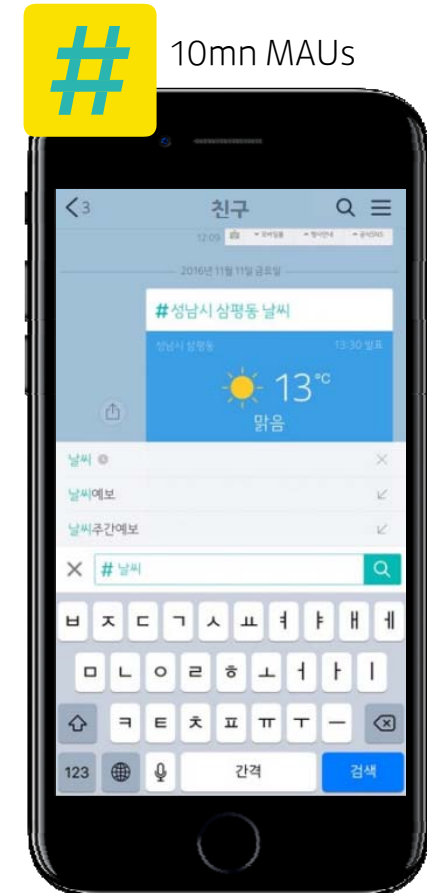 # 10mn MAUs
3 친구
12:09
2016년 11월 11일 금요일
#성남시 삼평동 날씨
성남시 삼평동 13:30 발표
13℃
맑음
날씨
날씨예보
날씨주간예보
# 날씨
ㅂ ㅈ ㄷ ㄱ ㅅ ㅛ ㅕ ㅑ ㅐ ㅔ
ㅁ ㄴ ㅇ ㄹ ㅎ ㅗ ㅓ ㅏ ㅣ
ㅋ ㅌ ㅊ ㅍ ㅠ ㅜ ㅡ
123 간격 검색